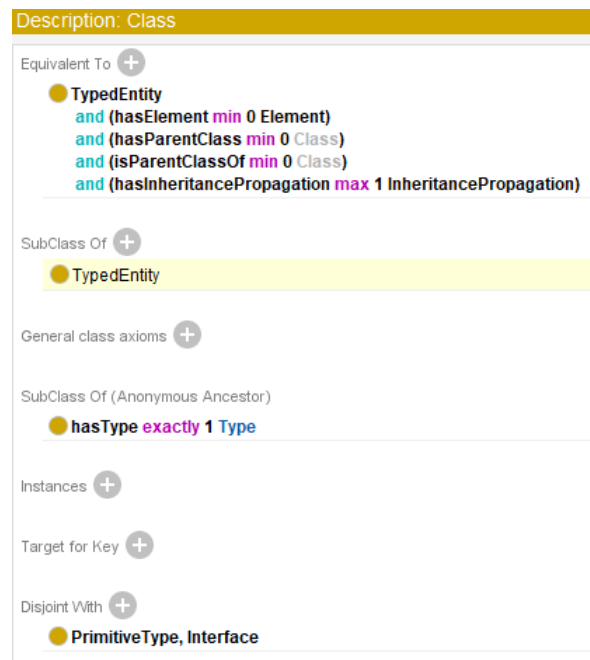 Description: Class
Equivalent To
TypedEntity
and (hasElement min 0 Element)
and (hasParentClass min 0 Class)
and (isParentClassOf min 0 Class)
and (hasInheritancePropagation max 1 InheritancePropagation)
SubClass Of
TypedEntity
General class axioms
SubClass Of (Anonymous Ancestor)
hasType exactly 1 Type
Instances
Target for Key
Disjoint With
PrimitiveType, Interface